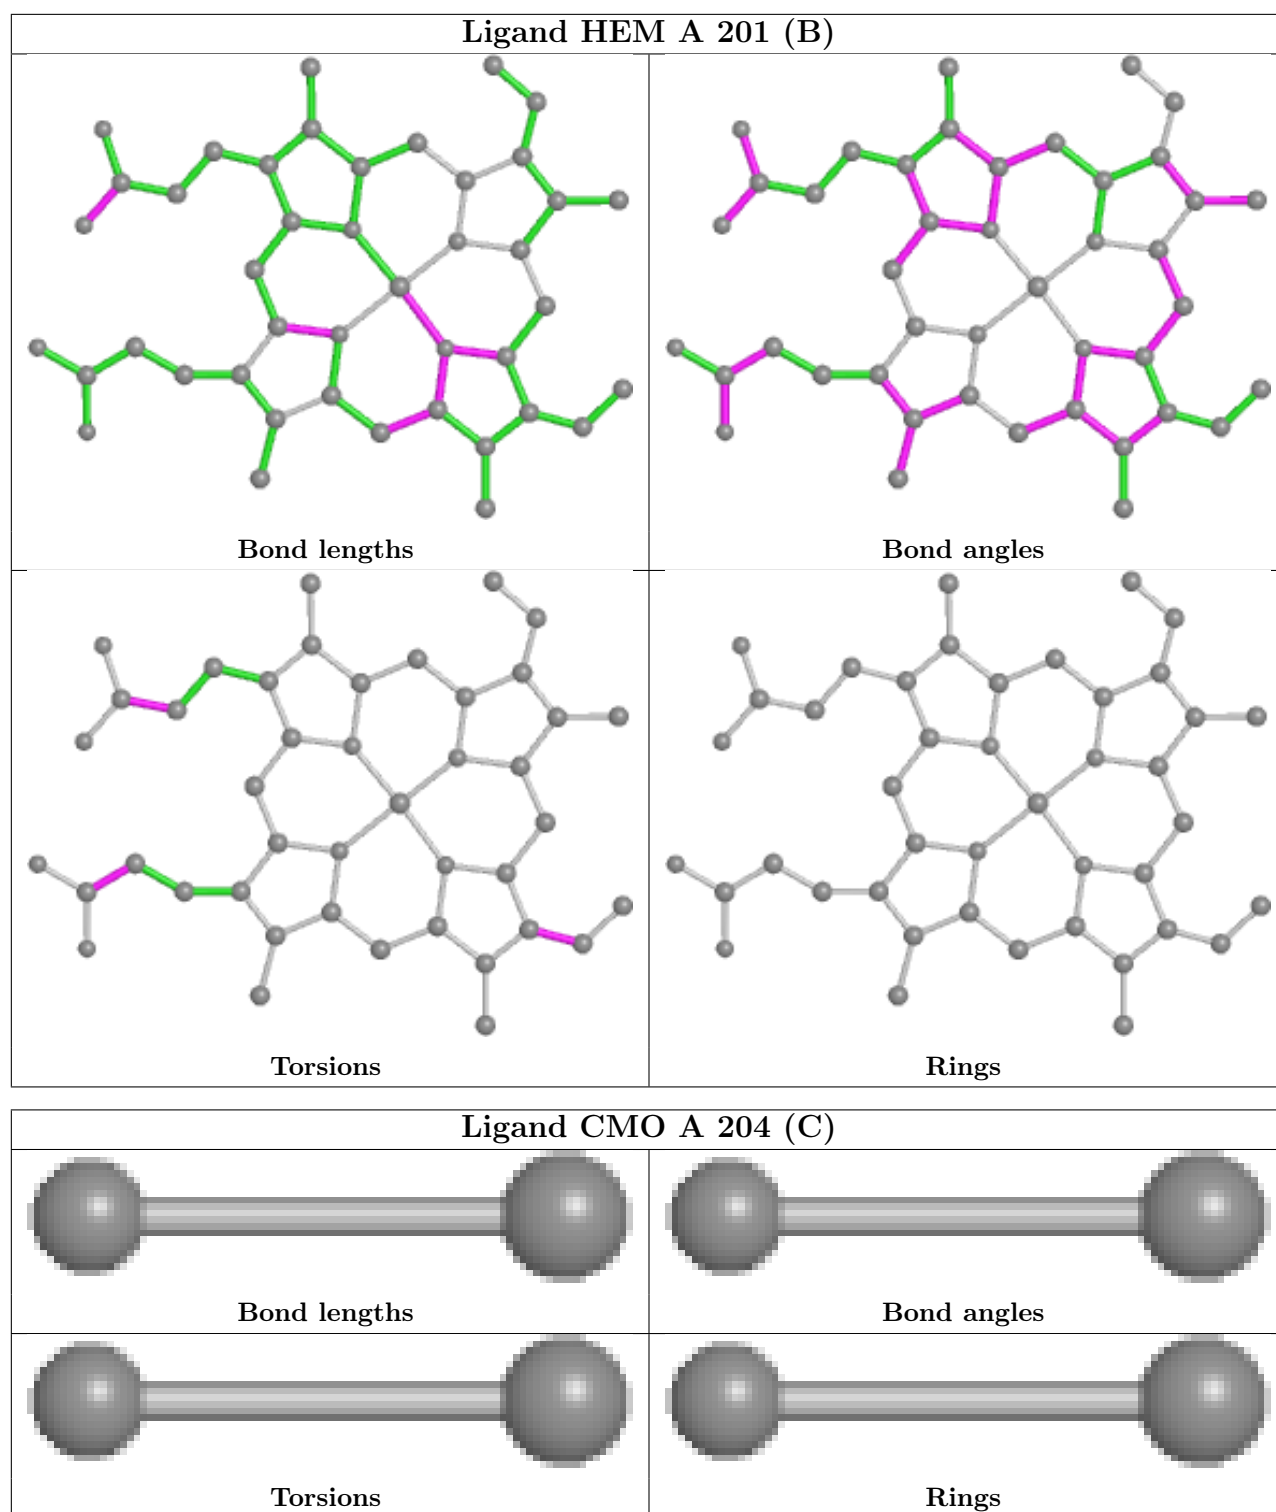 Ligand HEM A 201 (B)
Bond lengths
Bond angles
Torsions
Rings
Ligand CMO A 204 (C)
Bond lengths
Bond angles
Torsions
Rings